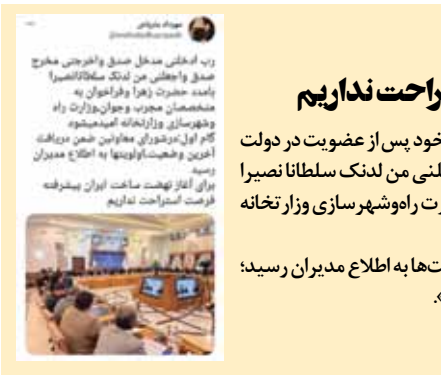 راحت نداریم
خود پس از عضویت در دولت
لنی من لدنک سلطانا نصیرا
رت راه‌وشهرسازی وزارتخانه
ت‌ها به اطلاع مدیران رسید؛
».
مهرداد بذرپاش
رب ادخلنی مدخل صدق واخرجنی مخرج
صدق واجعلنی من لدنک سلطانانصیرا
بامدد حضرت زهرا وفراخوان به
متخصصان مجرب وجوان،وزارت راه
وشهرسازی وزارتخانه امیدمیشود
گام اول:درشورای معاونین ضمن دریافت
آخرین وضعیت،اولویتها به اطلاع مدیران
رسید
برای آغاز نهضت ساخت ایران پیشرفته
فرصت استراحت نداریم